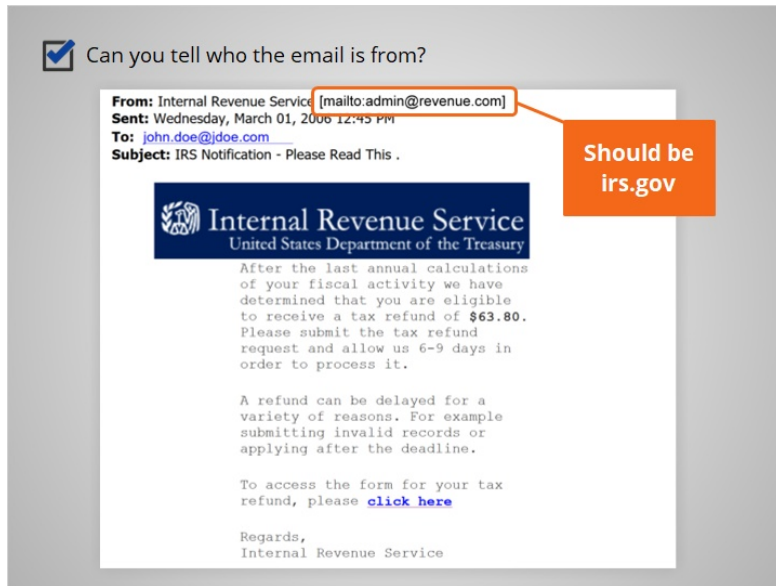 Can you tell who the email is from?
From: Internal Revenue Service [mailto:admin@revenue.com]
Sent: Wednesday, March 01, 2006 12:45 PM
To: john.doe@jdoe.com
Subject: IRS Notification - Please Read This .
Should be
irs.gov
Internal Revenue Service
United States Department of the Treasury
After the last annual calculations
of your fiscal activity we have
determined that you are eligible
to receive a tax refund of $63.80.
Please submit the tax refund
request and allow us 6-9 days in
order to process it.
A refund can be delayed for a
variety of reasons. For example
submitting invalid records or
applying after the deadline.
To access the form for your tax
refund, please click here
Regards,
Internal Revenue Service